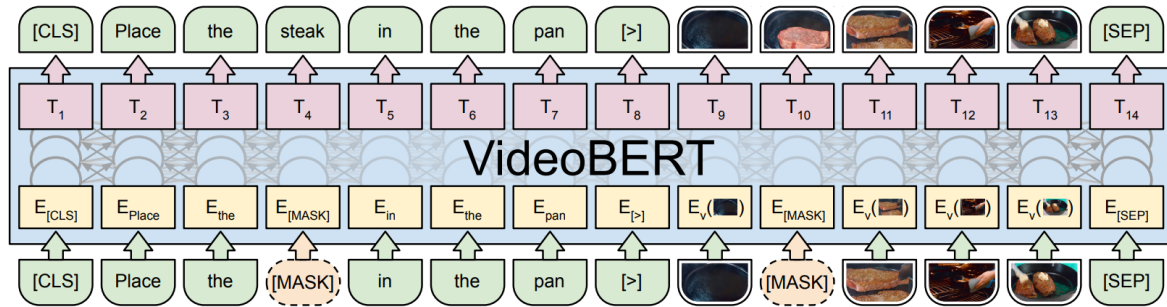 [CLS] Place the steak in the pan [>] [SEP]
T1 T2 T3 T4 T5 T6 T7 T8 T9 T10 T11 T12 T13 T14
VideoBERT
E[CLS] EPlace Ethe E[MASK] Ein Ethe Epan E[>] Ev( ) E[MASK] Ev( ) Ev( ) Ev( ) E[SEP]
[CLS] Place the [MASK] in the pan [>] [MASK] [SEP]